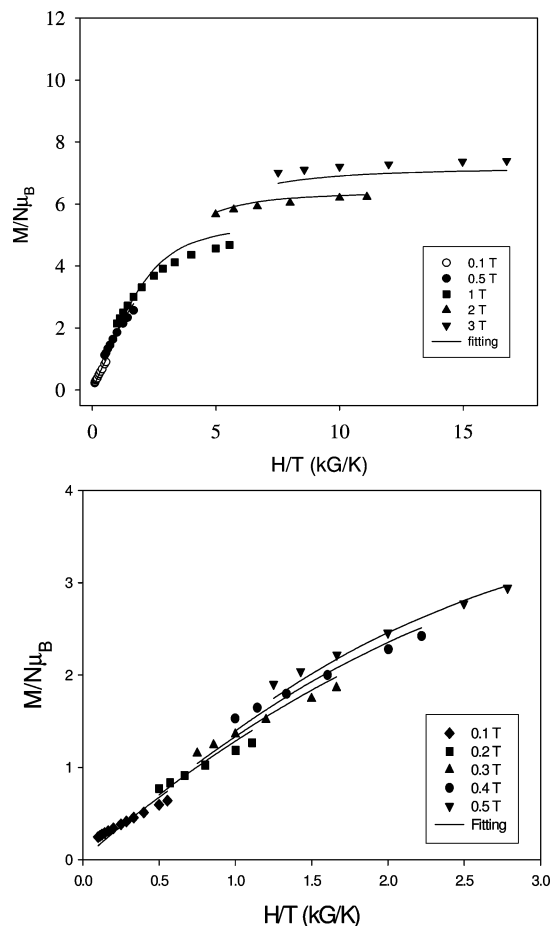 12
10
8
6
4
2
0
M/Nμ_B
0 5 10 15
H/T (kG/K)
0.1 T
0.5 T
1 T
2 T
3 T
fitting
4
3
2
1
0
M/Nμ_B
0.0 0.5 1.0 1.5 2.0 2.5 3.0
H/T (kG/K)
0.1 T
0.2 T
0.3 T
0.4 T
0.5 T
Fitting